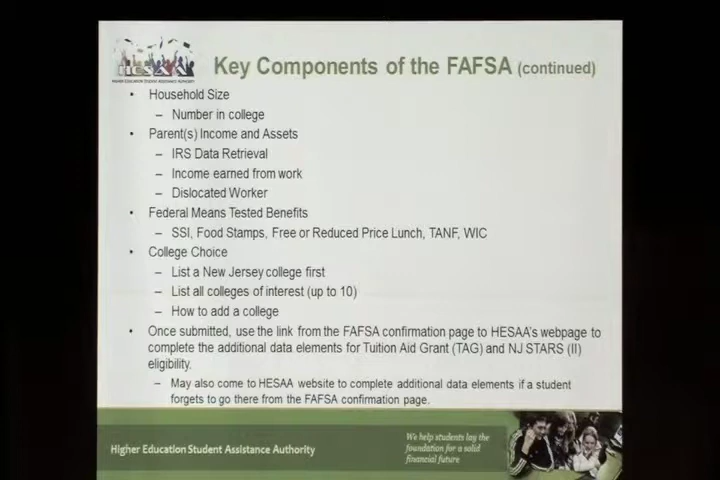 HESAA
Higher Education Student Assistance Authority
Key Components of the FAFSA (continued)
• Household Size
– Number in college
• Parent(s) Income and Assets
– IRS Data Retrieval
– Income earned from work
– Dislocated Worker
• Federal Means Tested Benefits
– SSI, Food Stamps, Free or Reduced Price Lunch, TANF, WIC
• College Choice
– List a New Jersey college first
– List all colleges of interest (up to 10)
– How to add a college
• Once submitted, use the link from the FAFSA confirmation page to HESAA's webpage to
complete the additional data elements for Tuition Aid Grant (TAG) and NJ STARS (II)
eligibility.
– May also come to HESAA website to complete additional data elements if a student
forgets to go there from the FAFSA confirmation page.
Higher Education Student Assistance Authority
We help students lay the
foundation for a solid
financial future